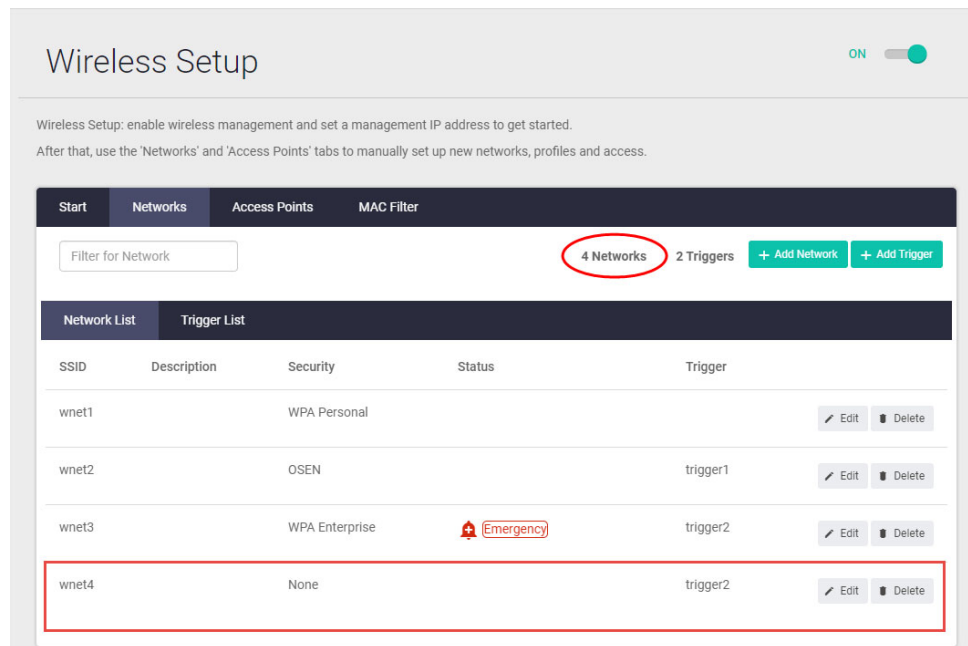 Wireless Setup
ON
Wireless Setup: enable wireless management and set a management IP address to get started.
After that, use the 'Networks' and 'Access Points' tabs to manually set up new networks, profiles and access.
Start Networks Access Points MAC Filter
Filter for Network 4 Networks 2 Triggers + Add Network + Add Trigger
Network List Trigger List
SSID Description Security Status Trigger
wnet1 WPA Personal Edit Delete
wnet2 OSEN trigger1 Edit Delete
wnet3 WPA Enterprise Emergency trigger2 Edit Delete
wnet4 None trigger2 Edit Delete